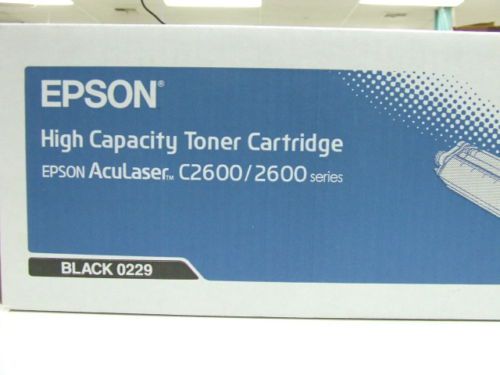 EPSON®
High Capacity Toner Cartridge
EPSON AcuLaser™ C2600/2600 series
BLACK 0229